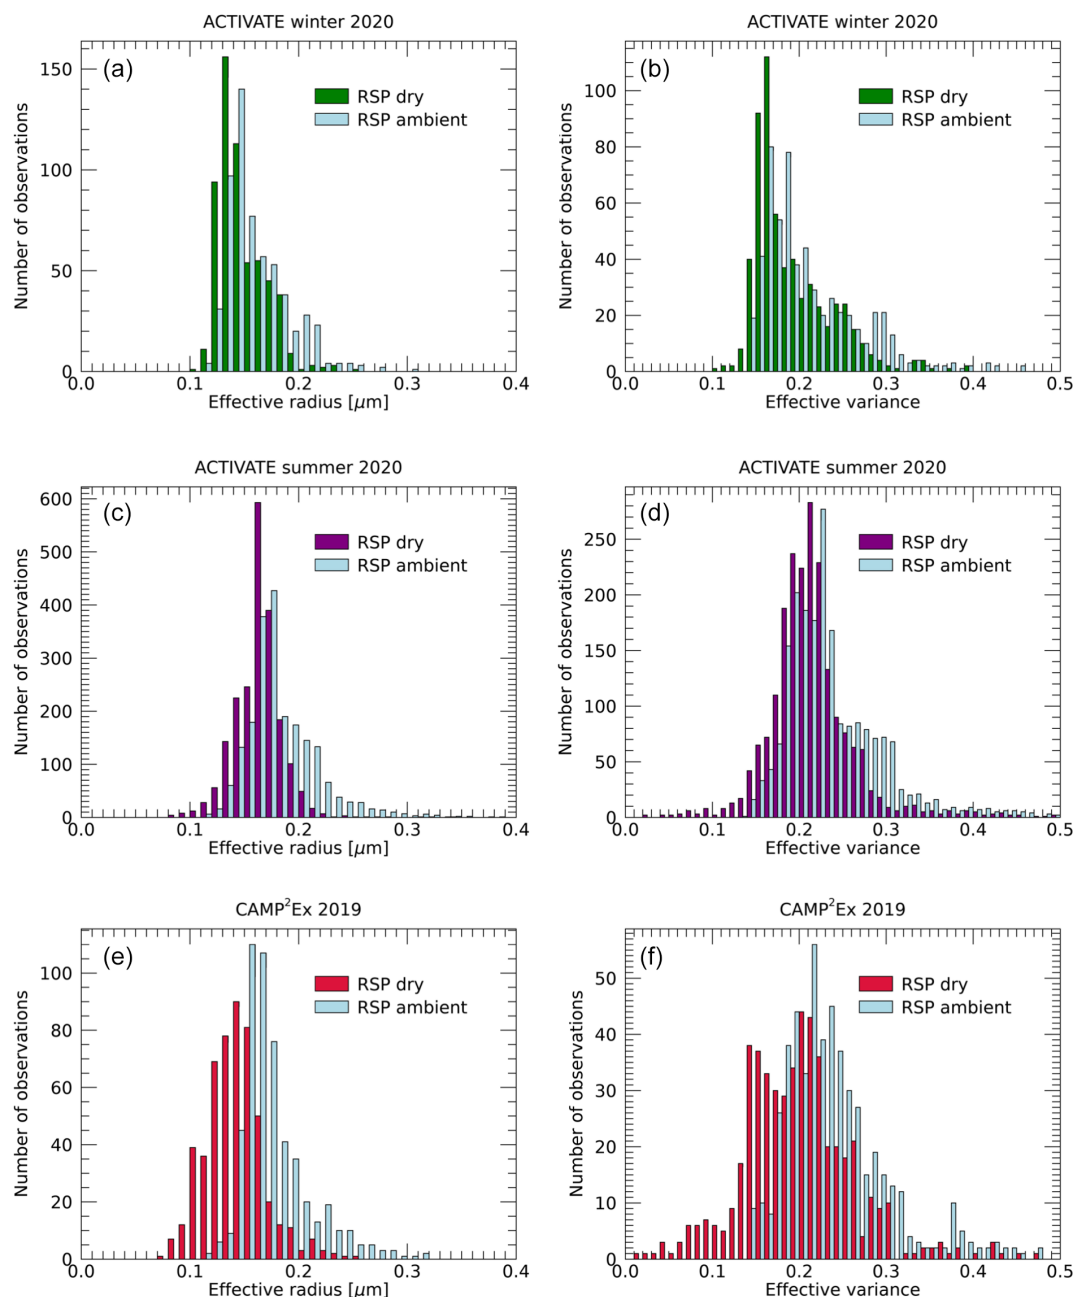 ACTIVATE winter 2020
(a)
RSP dry
RSP ambient
Number of observations
150
100
50
0
0.0 0.1 0.2 0.3 0.4
Effective radius [μm]
ACTIVATE winter 2020
(b)
RSP dry
RSP ambient
Number of observations
100
80
60
40
20
0
0.0 0.1 0.2 0.3 0.4 0.5
Effective variance
ACTIVATE summer 2020
(c)
RSP dry
RSP ambient
Number of observations
600
500
400
300
200
100
0
0.0 0.1 0.2 0.3 0.4
Effective radius [μm]
ACTIVATE summer 2020
(d)
RSP dry
RSP ambient
Number of observations
250
200
150
100
50
0
0.0 0.1 0.2 0.3 0.4 0.5
Effective variance
CAMP²Ex 2019
(e)
RSP dry
RSP ambient
Number of observations
100
80
60
40
20
0
0.0 0.1 0.2 0.3 0.4
Effective radius [μm]
CAMP²Ex 2019
(f)
RSP dry
RSP ambient
Number of observations
50
40
30
20
10
0
0.0 0.1 0.2 0.3 0.4 0.5
Effective variance